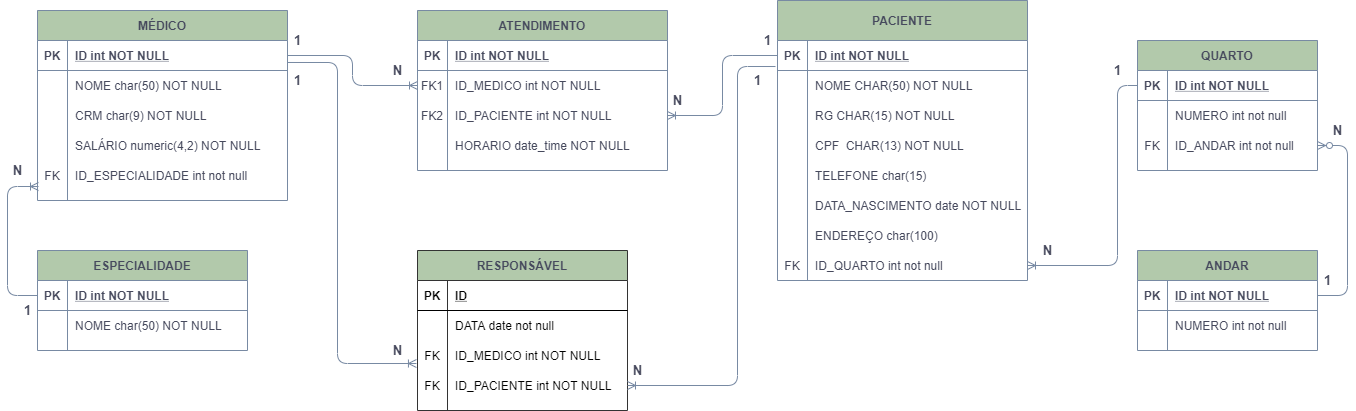 MÉDICO
PK ID int NOT NULL
NOME char(50) NOT NULL
CRM char(9) NOT NULL
SALÁRIO numeric(4,2) NOT NULL
FK ID_ESPECIALIDADE int not null
1
1
N
ESPECIALIDADE
PK ID int NOT NULL
NOME char(50) NOT NULL
1
ATENDIMENTO
PK ID int NOT NULL
FK1 ID_MEDICO int NOT NULL
FK2 ID_PACIENTE int NOT NULL
HORARIO date_time NOT NULL
N
N
RESPONSÁVEL
PK ID
DATA date not null
FK ID_MEDICO int NOT NULL
FK ID_PACIENTE int NOT NULL
N
N
PACIENTE
PK ID int NOT NULL
NOME CHAR(50) NOT NULL
RG CHAR(15) NOT NULL
CPF  CHAR(13) NOT NULL
TELEFONE char(15)
DATA_NASCIMENTO date NOT NULL
ENDEREÇO char(100)
FK ID_QUARTO int not null
1
1
N
QUARTO
PK ID int NOT NULL
NUMERO int not null
FK ID_ANDAR int not null
1
N
ANDAR
PK ID int NOT NULL
NUMERO int not null
1